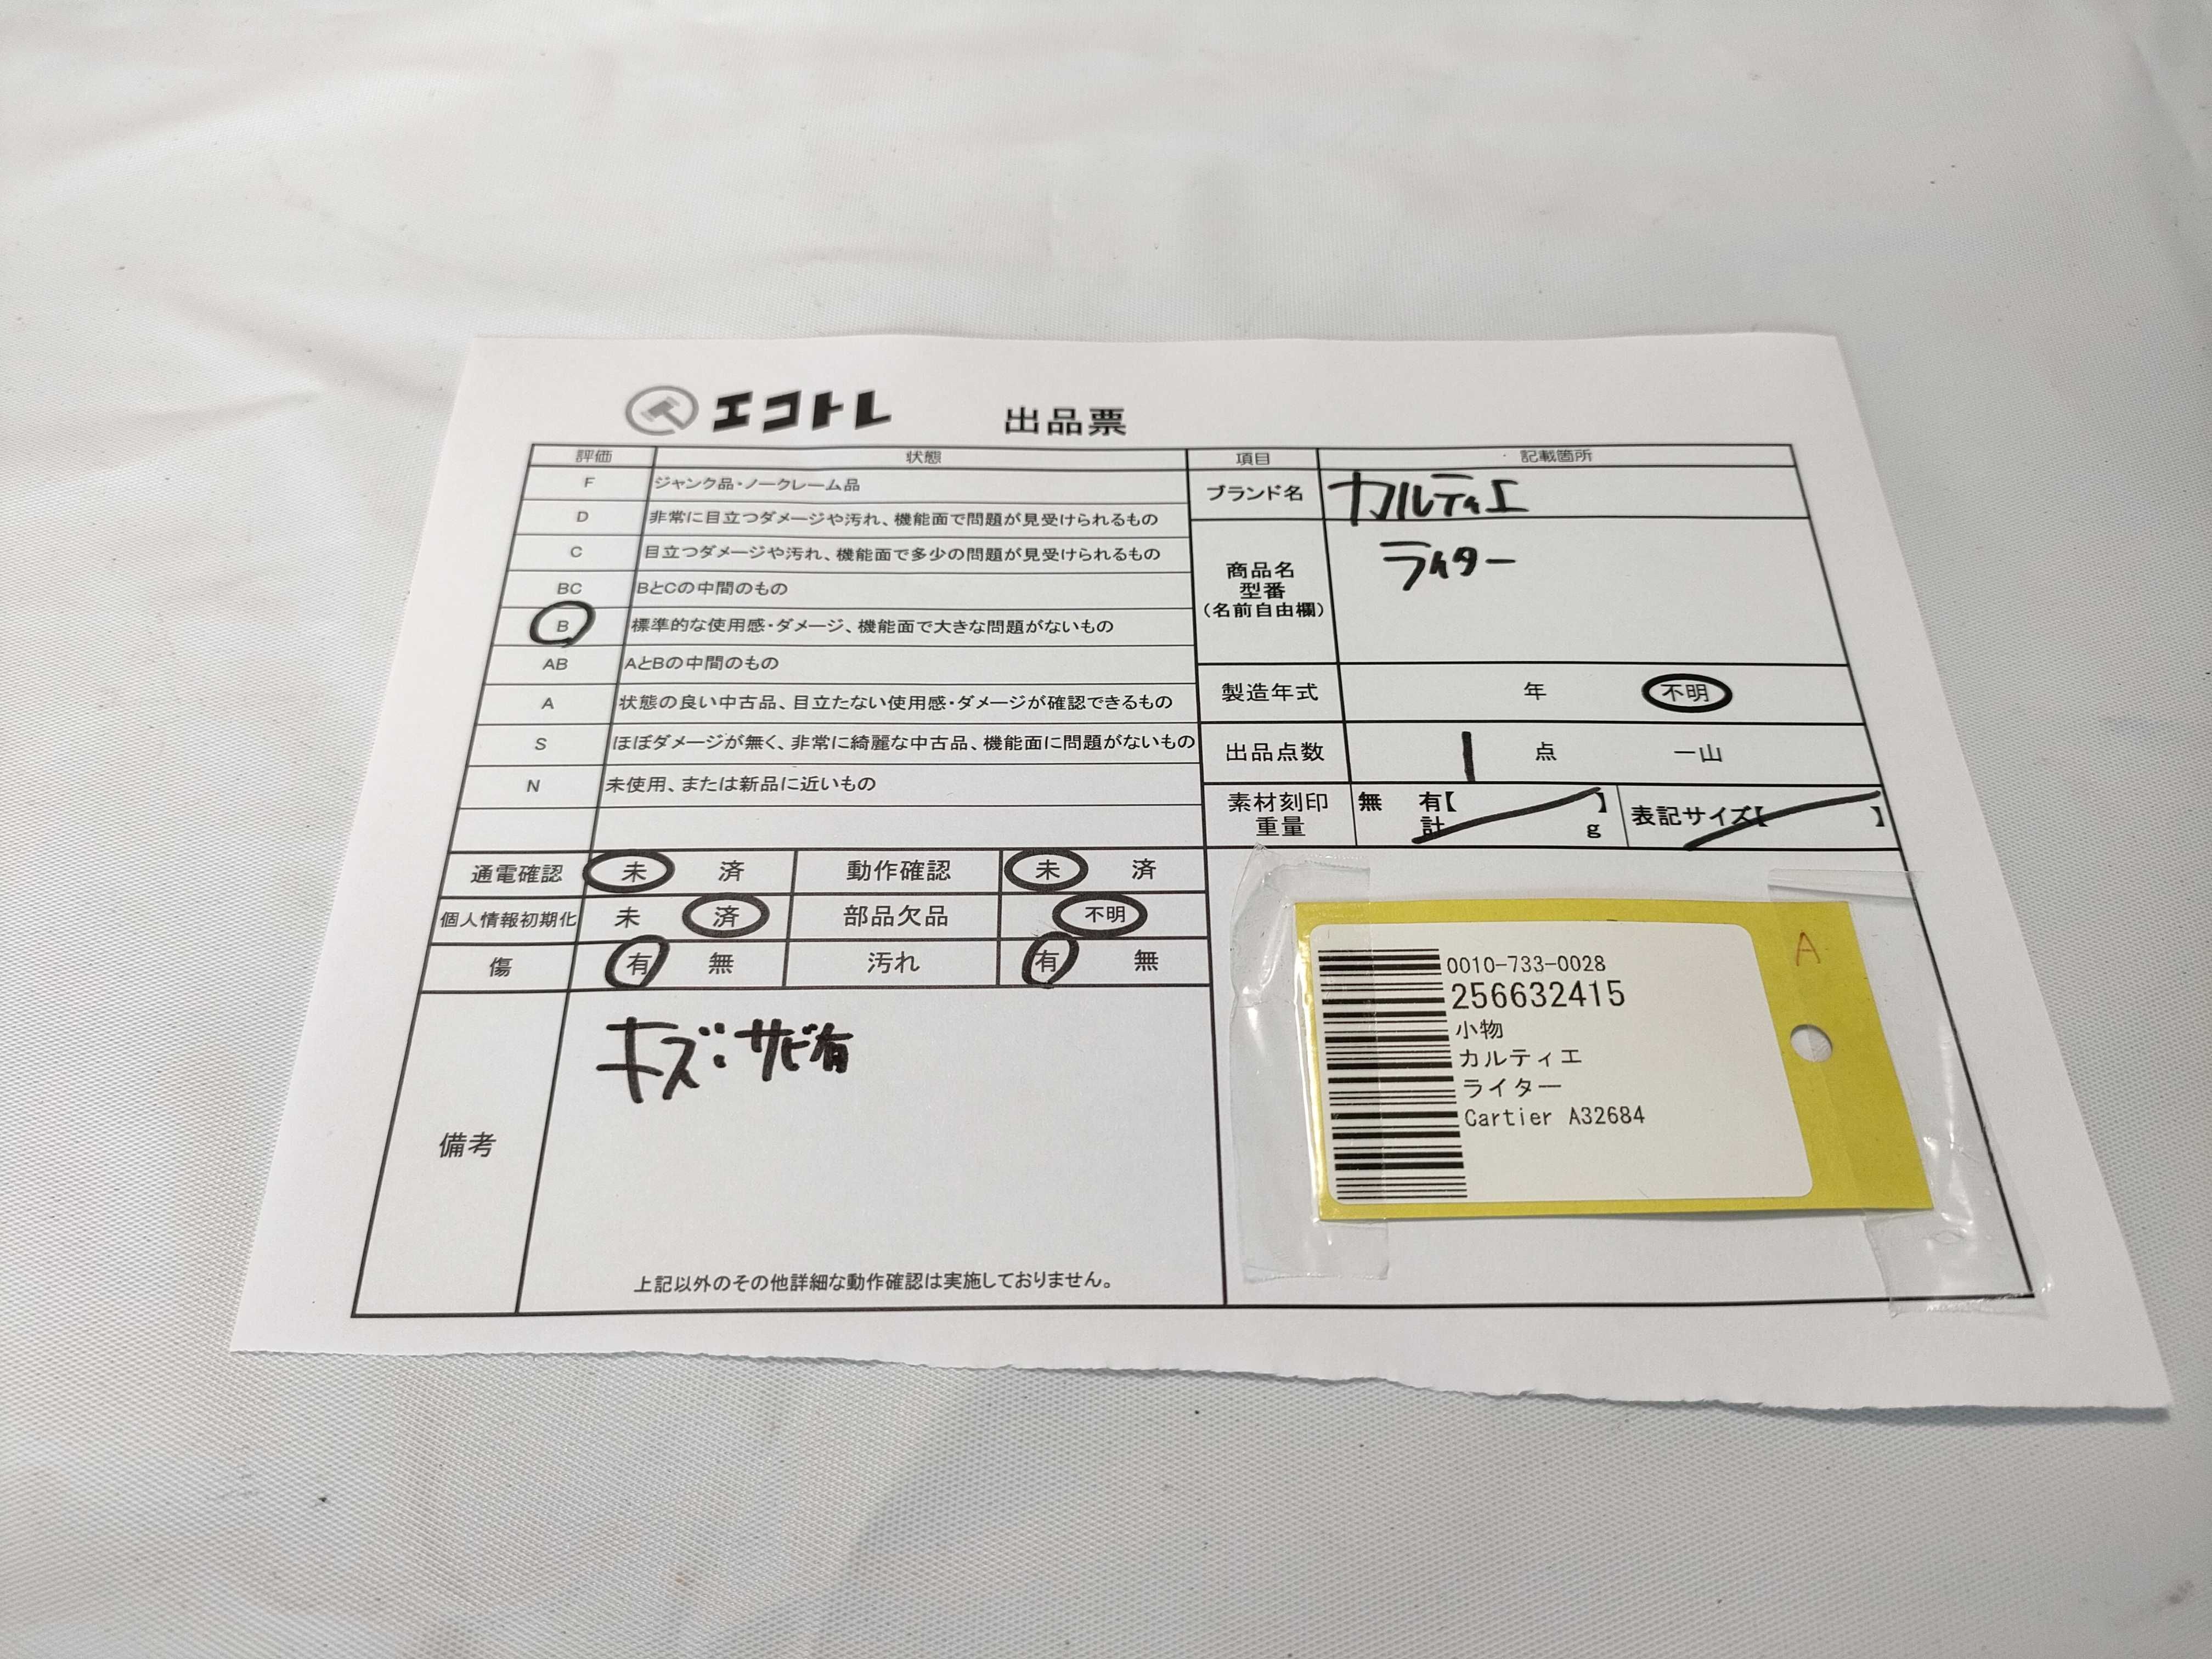 エコトレ 出品票
評価 状態
F ジャンク品・ノークレーム品
D 非常に目立つダメージや汚れ、機能面で問題が見受けられるもの
C 目立つダメージや汚れ、機能面で多少の問題が見受けられるもの
BC BとCの中間のもの
B 標準的な使用感・ダメージ、機能面で大きな問題がないもの
AB AとBの中間のもの
A 状態の良い中古品、目立たない使用感・ダメージが確認できるもの
S ほぼダメージが無く、非常に綺麗な中古品、機能面に問題がないもの
N 未使用、または新品に近いもの
項目 記載箇所
ブランド名 カルティエ
商品名
型番
(名前自由欄)
ライター
製造年式 年 不明
出品点数 1 点 一山
素材刻印 無 有【 】
重量 計 g
表記サイズ【 】
通電確認 未 済 動作確認 未 済
個人情報初期化 未 済 部品欠品 不明
傷 有 無 汚れ 有 無
備考
キズ・サビ有
上記以外のその他詳細な動作確認は実施しておりません。
A
0010-733-0028
256632415
小物
カルティエ
ライター
Cartier A32684